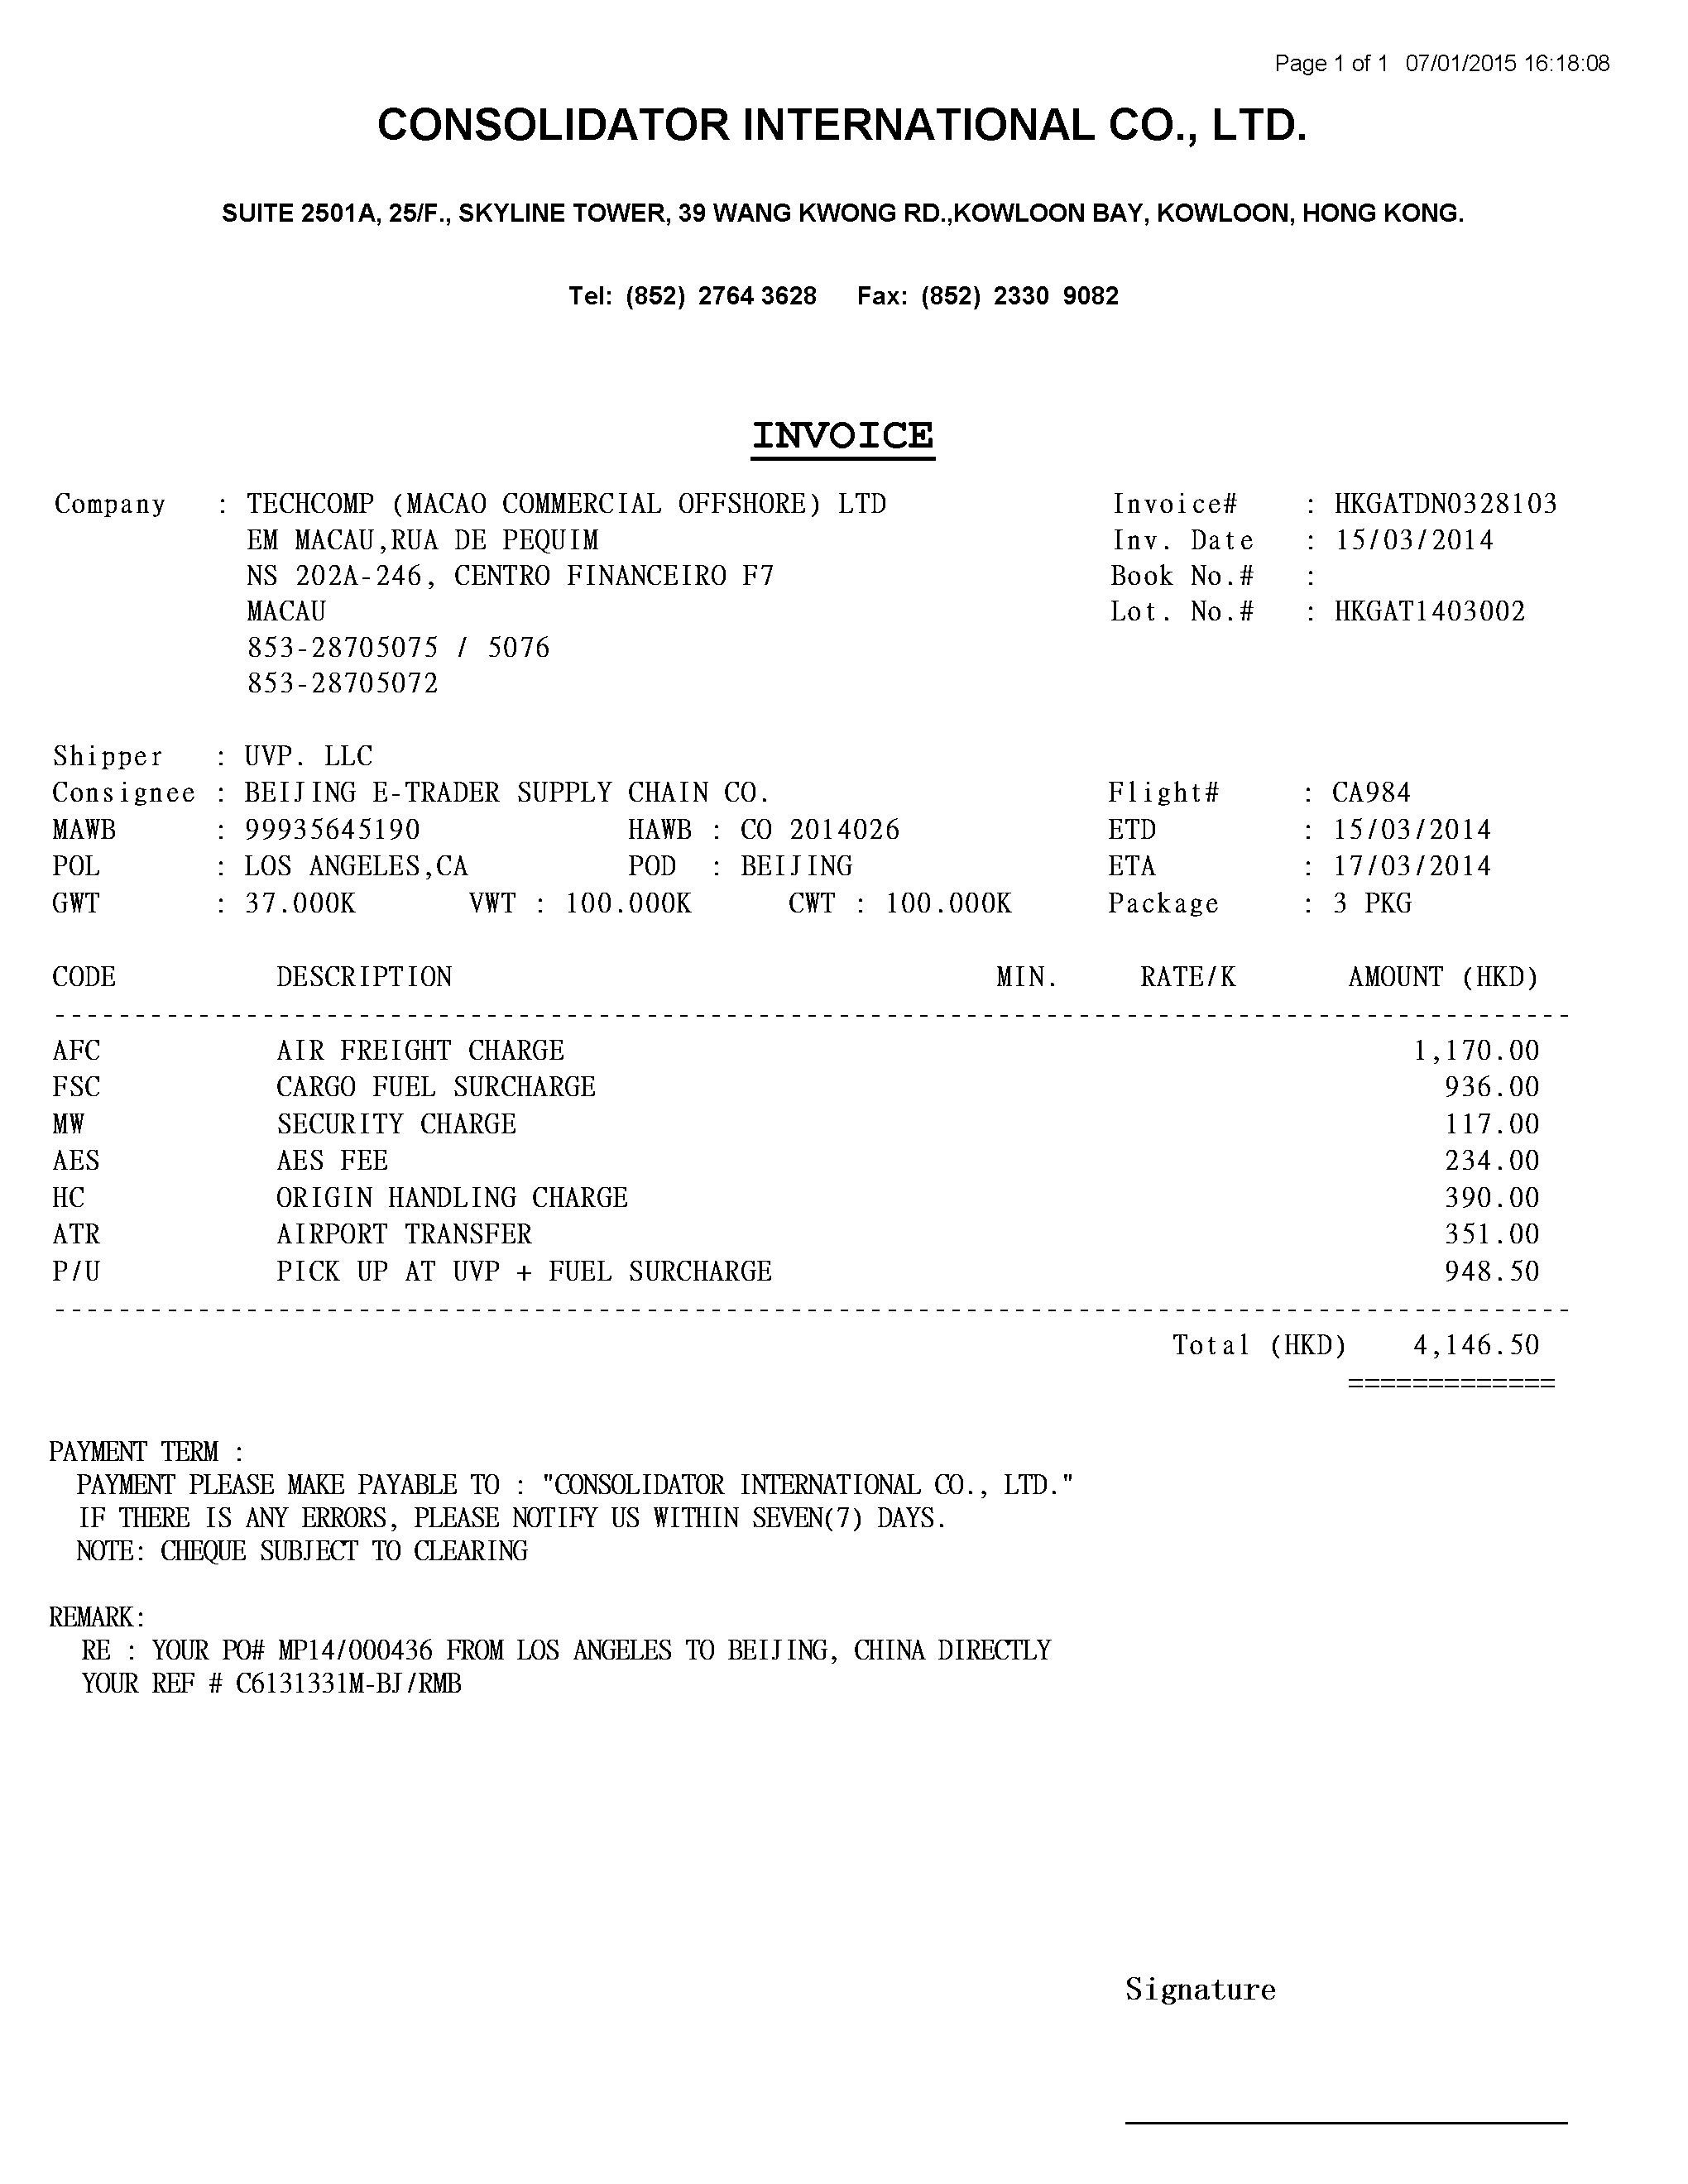 Page 1 of 1 07/01/2015 16:18:08
CONSOLIDATOR INTERNATIONAL CO., LTD.
SUITE 2501A, 25/F., SKYLINE TOWER, 39 WANG KWONG RD.,KOWLOON BAY, KOWLOON, HONG KONG.
Tel: (852) 2764 3628 Fax: (852) 2330 9082
INVOICE
Company : TECHCOMP (MACAO COMMERCIAL OFFSHORE) LTD Invoice# : HKGATDN0328103
EM MACAU,RUA DE PEQUIM Inv. Date : 15/03/2014
NS 202A-246, CENTRO FINANCEIRO F7 Book No.# :
MACAU Lot. No.# : HKGAT1403002
853-28705075 / 5076
853-28705072
Shipper : UVP. LLC
Consignee : BEIJING E-TRADER SUPPLY CHAIN CO. Flight# : CA984
MAWB : 99935645190 HAWB : CO 2014026 ETD : 15/03/2014
POL : LOS ANGELES,CA POD : BEIJING ETA : 17/03/2014
GWT : 37.000K VWT : 100.000K CWT : 100.000K Package : 3 PKG
CODE DESCRIPTION MIN. RATE/K AMOUNT (HKD)
AFC AIR FREIGHT CHARGE 1,170.00
FSC CARGO FUEL SURCHARGE 936.00
MW SECURITY CHARGE 117.00
AES AES FEE 234.00
HC ORIGIN HANDLING CHARGE 390.00
ATR AIRPORT TRANSFER 351.00
P/U PICK UP AT UVP + FUEL SURCHARGE 948.50
Total (HKD) 4,146.50
=============
PAYMENT TERM :
PAYMENT PLEASE MAKE PAYABLE TO : "CONSOLIDATOR INTERNATIONAL CO., LTD."
IF THERE IS ANY ERRORS, PLEASE NOTIFY US WITHIN SEVEN(7) DAYS.
NOTE: CHEQUE SUBJECT TO CLEARING
REMARK:
RE : YOUR PO# MP14/000436 FROM LOS ANGELES TO BEIJING, CHINA DIRECTLY
YOUR REF # C6131331M-BJ/RMB
Signature